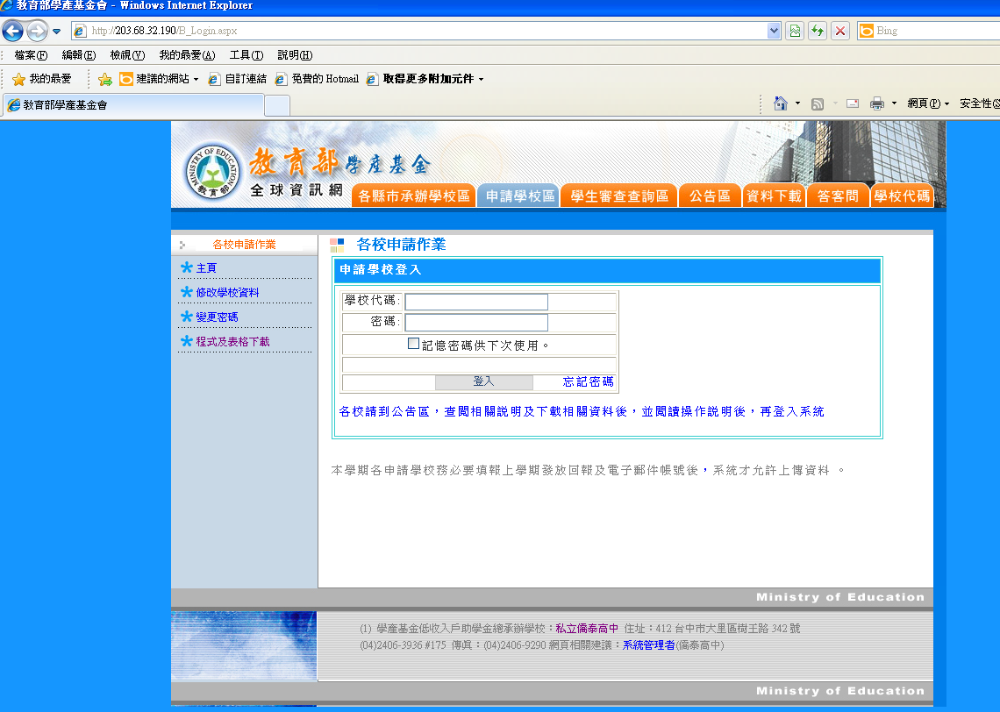 教育部學產基金會 - Windows Internet Explorer
http://203.68.32.190/B_Login.aspx
Bing
檔案(F) 編輯(E) 檢視(V) 我的最愛(A) 工具(T) 說明(H)
我的最愛 建議的網站 自訂連結 免費的 Hotmail 取得更多附加元件
教育部學產基金會 網頁(P) 安全性(S
MINISTRY OF EDUCATION
教育部
教育部學產基金
全球資訊網
各縣市承辦學校區 申請學校區 學生審查查詢區 公告區 資料下載 答客問 學校代碼
各校申請作業
主頁
修改學校資料
變更密碼
程式及表格下載
各校申請作業
申請學校登入
學校代碼:
密碼:
記憶密碼供下次使用。
登入 忘記密碼
各校請到公告區，查閱相關說明及下載相關資料後，並閱讀操作說明後，再登入系統
本學期各申請學校務必要填報上學期發放回報及電子郵件帳號後，系統才允許上傳資料 。
Ministry of Education
(1) 學產基金低收入戶助學金總承辦學校：私立僑泰高中 住址：412 台中市大里區樹王路 342 號
(04)2406-3936 #175 傳真：(04)2406-9290 網頁相關建議：系統管理者(僑泰高中)
Ministry of Education